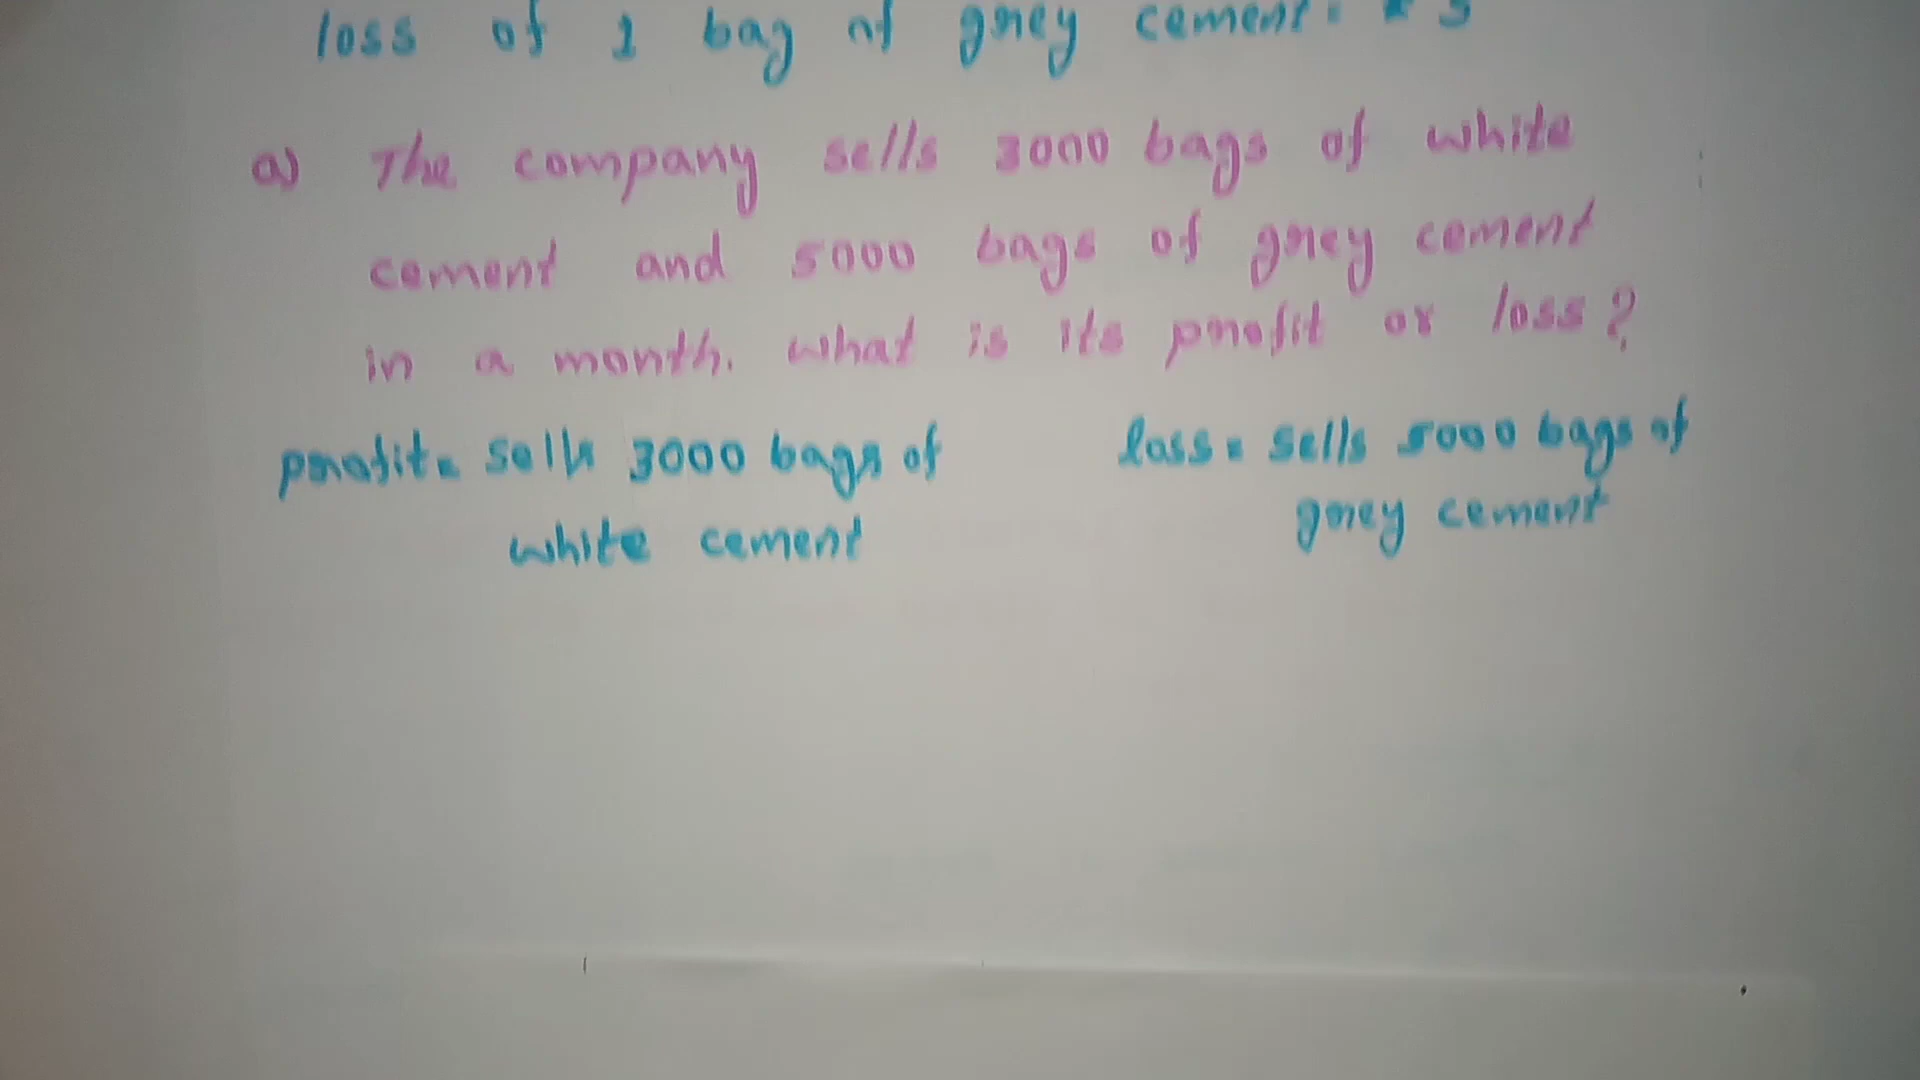 loss of 1 bag of grey cement = ₹ 5
a) The company sells 3000 bags of white
cement and 5000 bags of grey cement
in a month. what is its profit or loss?
profit = sells 3000 bags of
white cement
loss = sells 5000 bags of
grey cement